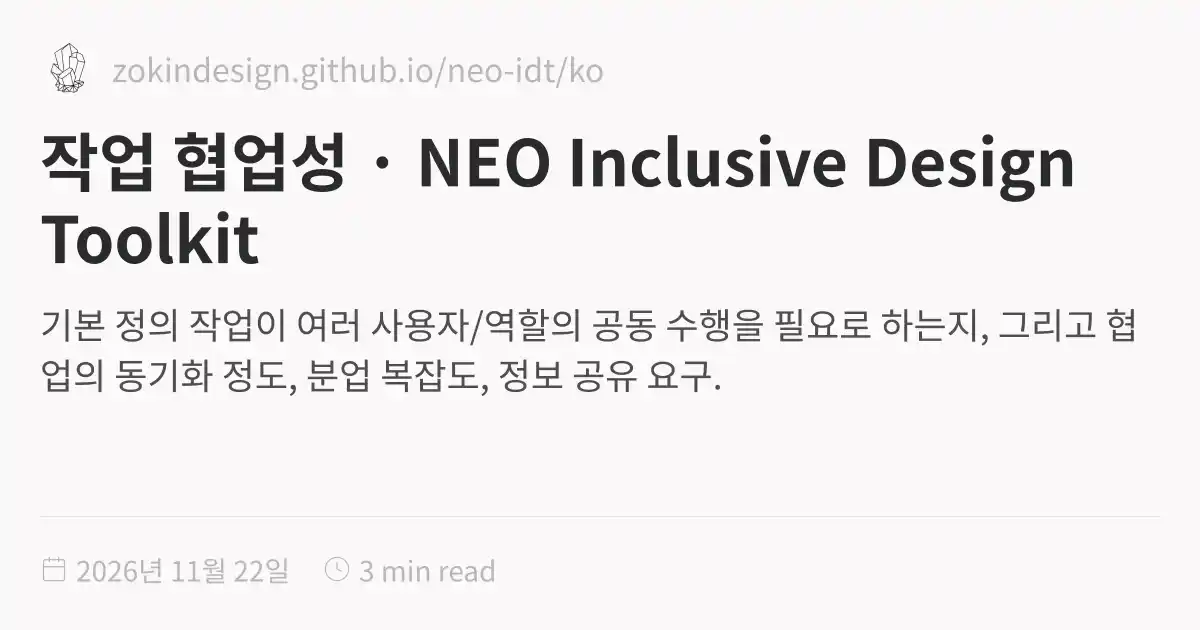 zokindesign.github.io/neo-idt/ko
작업 협업성 · NEO Inclusive Design
Toolkit
기본 정의 작업이 여러 사용자/역할의 공동 수행을 필요로 하는지, 그리고 협
업의 동기화 정도, 분업 복잡도, 정보 공유 요구.
2026년 11월 22일
3 min read